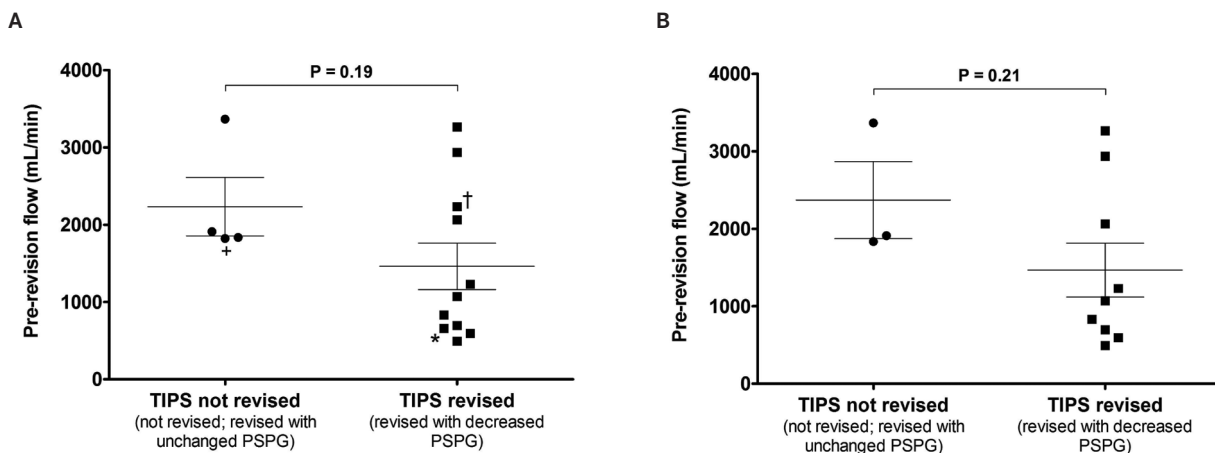 A
P = 0.19
Pre-revision flow (mL/min)
4000
3000
2000
1000
0
†
+
*
TIPS not revised
(not revised; revised with
unchanged PSPG)
TIPS revised
(revised with decreased
PSPG)
B
P = 0.21
Pre-revision flow (mL/min)
4000
3000
2000
1000
0
TIPS not revised
(not revised; revised with
unchanged PSPG)
TIPS revised
(revised with decreased
PSPG)